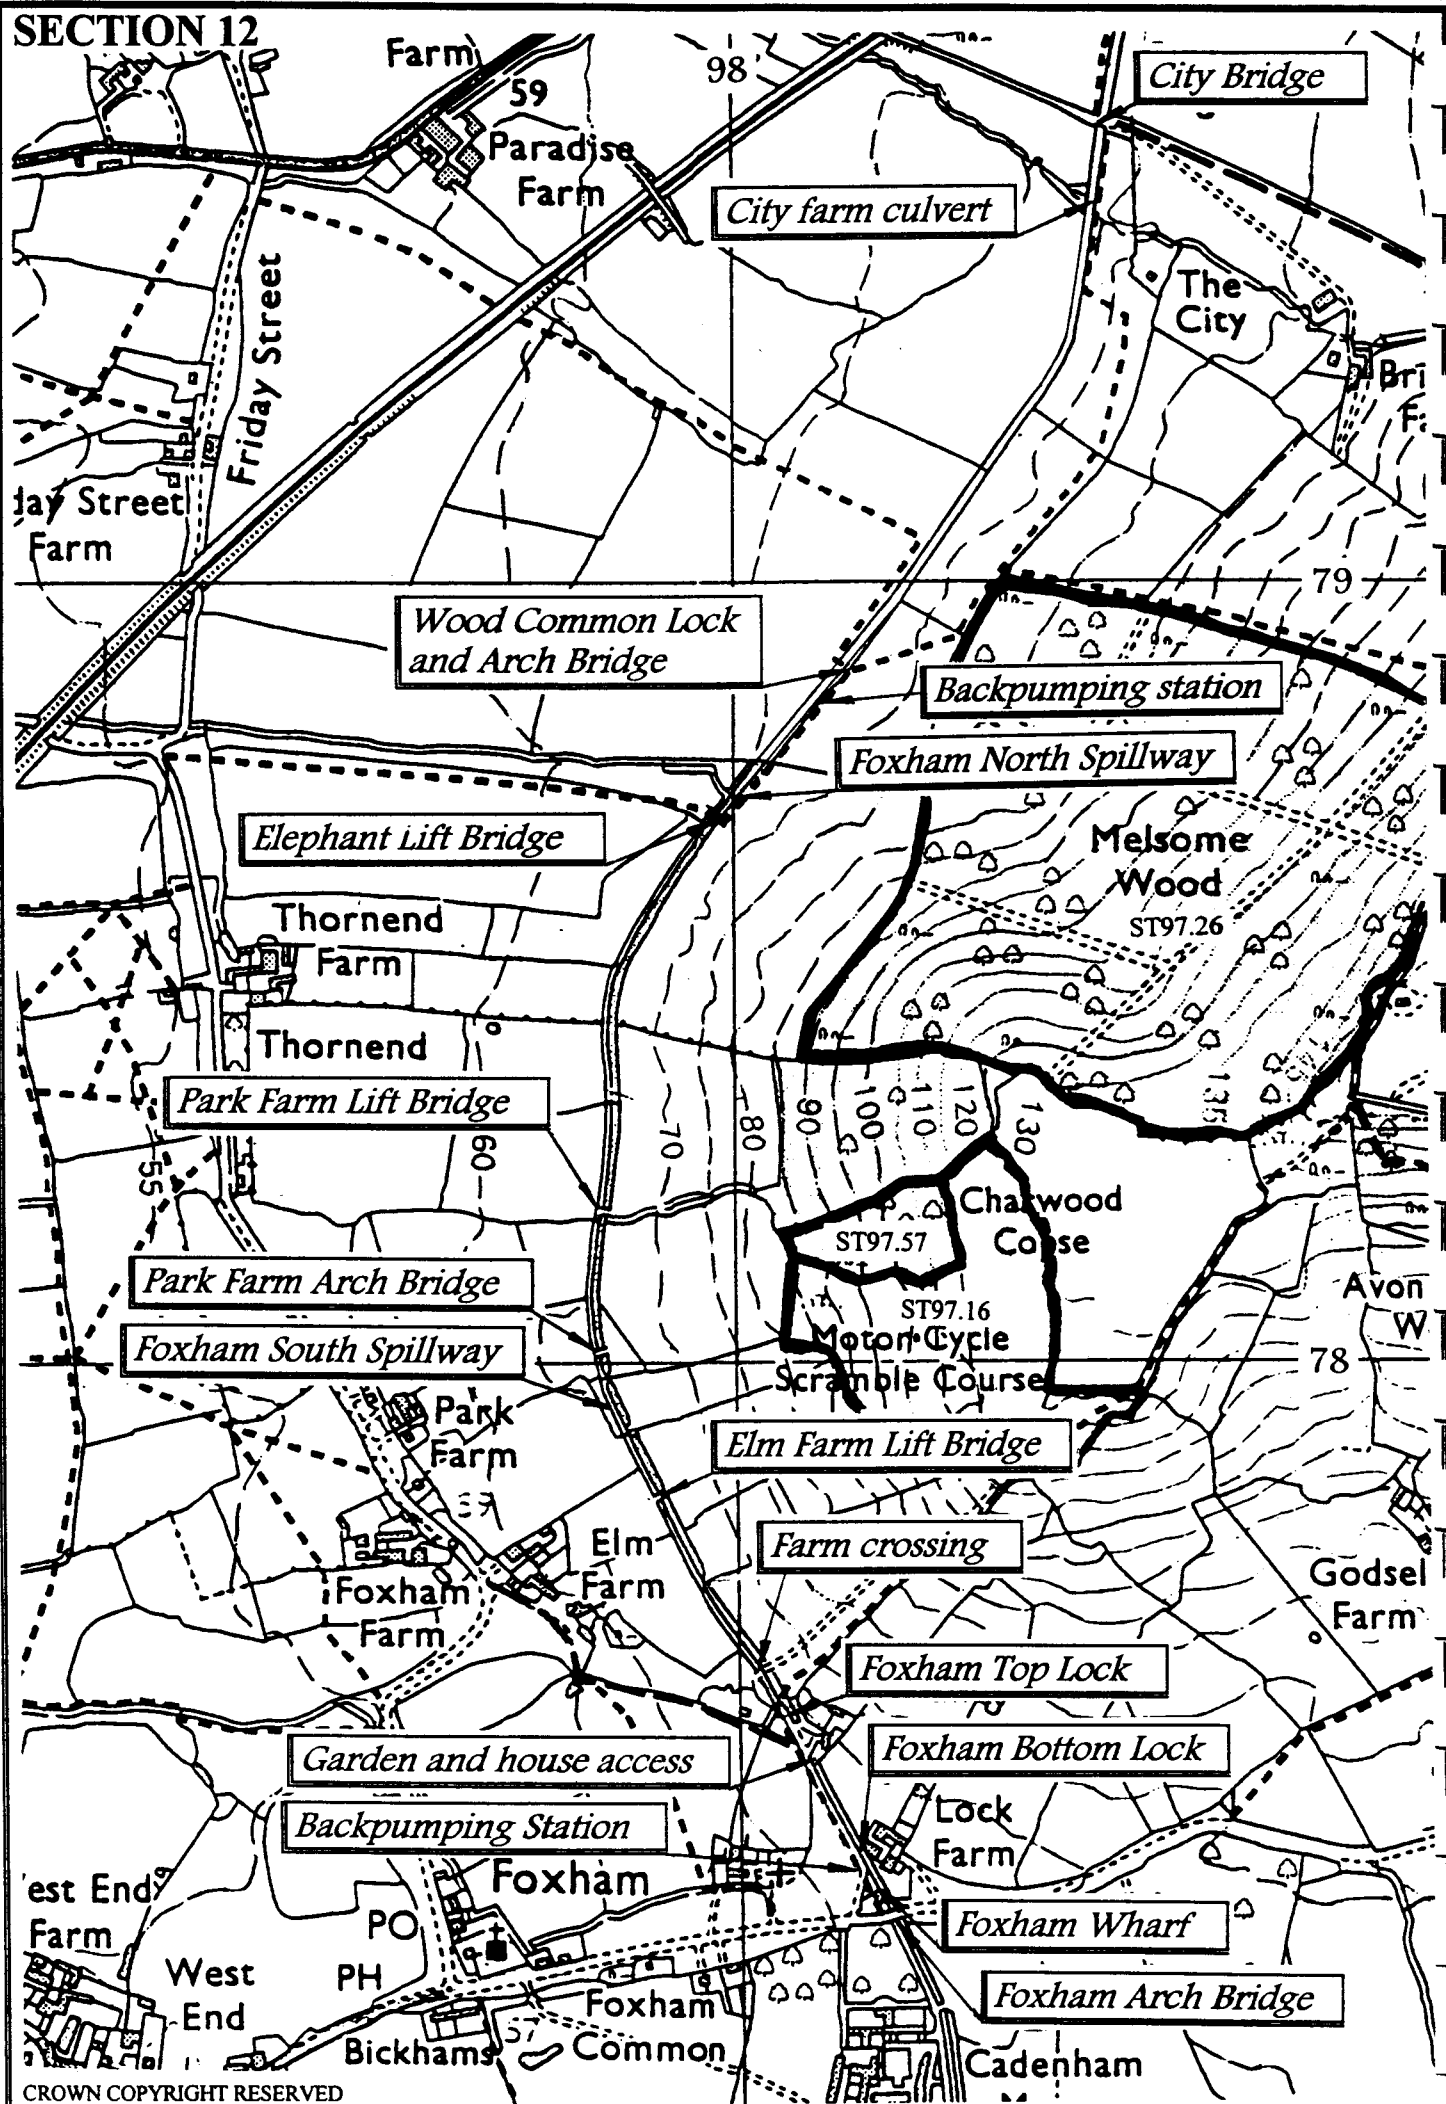 SECTION 12
Farm
98
City Bridge
59
Paradise
Farm
City farm culvert
The
City
Friday Street
Bri
day Street
Farm
79
Wood Common Lock
and Arch Bridge
Backpumping station
Foxham North Spillway
Elephant Lift Bridge
Melsome
Wood
ST97.26
Thornend
Farm
Thornend
Park Farm Lift Bridge
55
60
70
80
90
100
110
120
130
135
Charwood
Copse
ST97.57
Park Farm Arch Bridge
Avon
W
ST97.16
Foxham South Spillway
Motor Cycle
Scramble Course
78
Park
Farm
Elm Farm Lift Bridge
59
Farm crossing
Elm
Farm
Foxham
Farm
Godsel
Farm
Foxham Top Lock
Garden and house access
Foxham Bottom Lock
Backpumping Station
Lock
Farm
Foxham
est End
Farm
PO
Foxham Wharf
West
End
PH
Foxham Arch Bridge
Foxham
Common
57
Bickhams
Cadenham
CROWN COPYRIGHT RESERVED